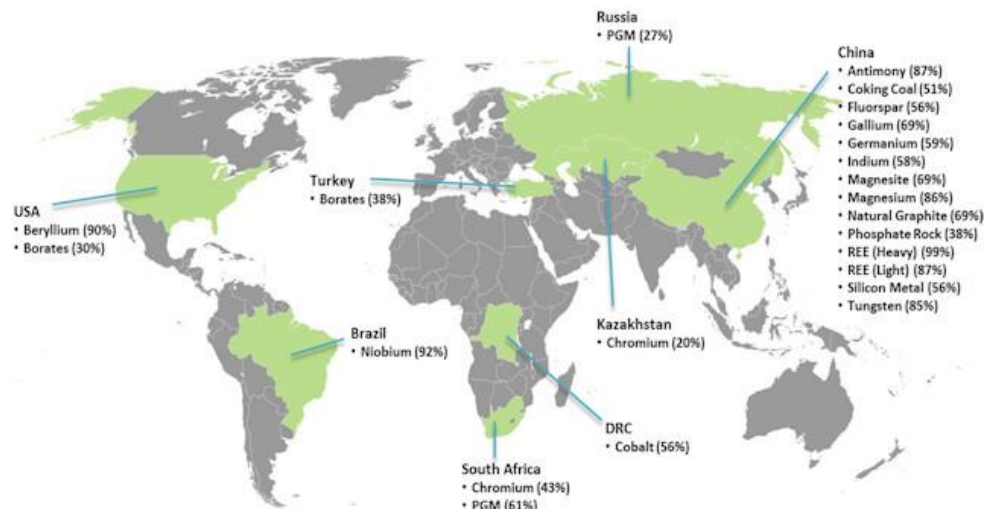 Russia
• PGM (27%)
China
• Antimony (87%)
• Coking Coal (51%)
• Fluorspar (56%)
• Gallium (69%)
• Germanium (59%)
• Indium (58%)
• Magnesite (69%)
• Magnesium (86%)
• Natural Graphite (69%)
• Phosphate Rock (38%)
• REE (Heavy) (99%)
• REE (Light) (87%)
• Silicon Metal (56%)
• Tungsten (85%)
Turkey
• Borates (38%)
USA
• Beryllium (90%)
• Borates (30%)
Kazakhstan
• Chromium (20%)
Brazil
• Niobium (92%)
DRC
• Cobalt (56%)
South Africa
• Chromium (43%)
• PGM (61%)